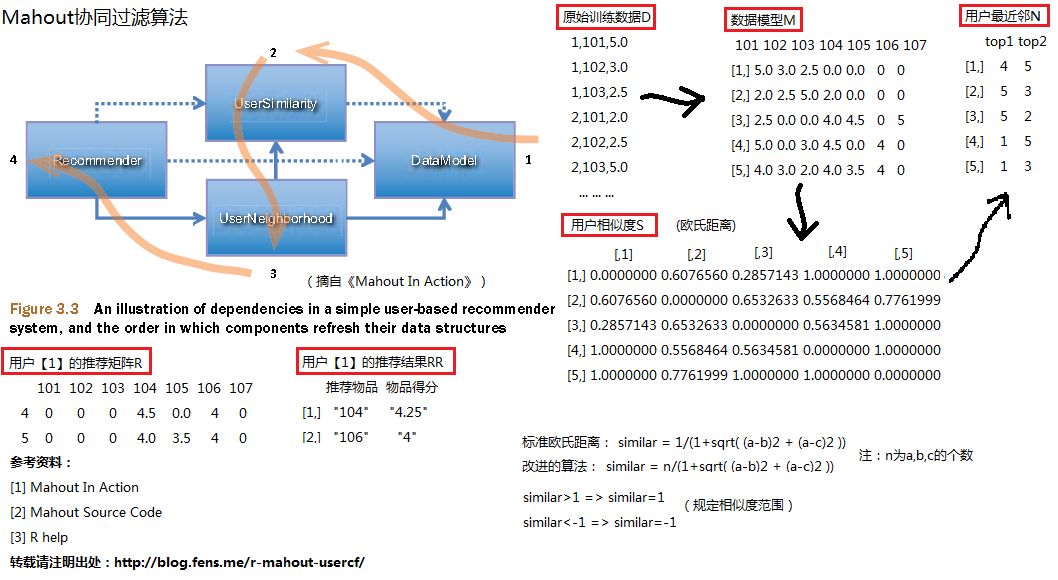 Mahout协同过滤算法
2
UserSimilarity
4
Recommender
DataModel
1
UserNeighborhood
3
(摘自《Mahout In Action》)
Figure 3.3 An illustration of dependencies in a simple user-based recommender
system, and the order in which components refresh their data structures
原始训练数据D
1,101,5.0
1,102,3.0
1,103,2.5
2,101,2.0
2,102,2.5
2,103,5.0
... ... ...
数据模型M
101 102 103 104 105 106 107
[1,] 5.0 3.0 2.5 0.0 0.0 0 0
[2,] 2.0 2.5 5.0 2.0 0.0 0 0
[3,] 2.5 0.0 0.0 4.0 4.5 0 5
[4,] 5.0 0.0 3.0 4.5 0.0 4 0
[5,] 4.0 3.0 2.0 4.0 3.5 4 0
用户最近邻N
top1 top2
[1,] 4 5
[2,] 5 3
[3,] 5 2
[4,] 1 5
[5,] 1 3
用户相似度S (欧氏距离)
[,1] [,2] [,3] [,4] [,5]
[1,] 0.0000000 0.6076560 0.2857143 1.0000000 1.0000000
[2,] 0.6076560 0.0000000 0.6532633 0.5568464 0.7761999
[3,] 0.2857143 0.6532633 0.0000000 0.5634581 1.0000000
[4,] 1.0000000 0.5568464 0.5634581 0.0000000 1.0000000
[5,] 1.0000000 0.7761999 1.0000000 1.0000000 0.0000000
用户【1】的推荐矩阵R
101 102 103 104 105 106 107
4 0 0 0 4.5 0.0 4 0
5 0 0 0 4.0 3.5 4 0
用户【1】的推荐结果RR
推荐物品 物品得分
[1,] "104" "4.25"
[2,] "106" "4"
标准欧氏距离： similar = 1/(1+sqrt( (a-b)2 + (a-c)2 ))
改进的算法： similar = n/(1+sqrt( (a-b)2 + (a-c)2 ))
注：n为a,b,c的个数
similar>1 => similar=1
similar<-1 => similar=-1
(规定相似度范围)
参考资料：
[1] Mahout In Action
[2] Mahout Source Code
[3] R help
转载请注明出处：http://blog.fens.me/r-mahout-usercf/